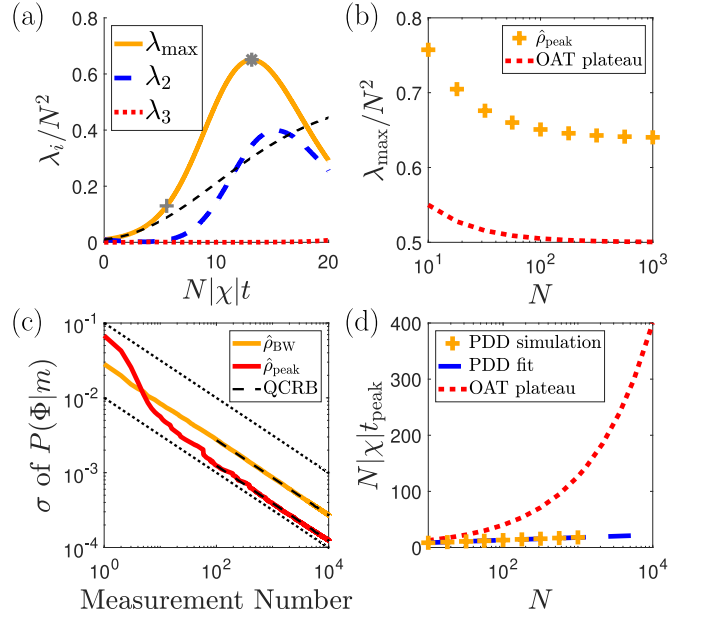 (a)
λmax
λ2
λ3
λi/N²
0.8
0.6
0.4
0.2
0
0
10
20
N|χ|t
(b)
ρ̂peak
OAT plateau
λmax/N²
0.8
0.7
0.6
0.5
10¹
10²
10³
N
(c)
ρ̂BW
ρ̂peak
QCRB
σ of P(Φ|m)
10⁻¹
10⁻²
10⁻³
10⁻⁴
10⁰
10²
10⁴
Measurement Number
(d)
PDD simulation
PDD fit
OAT plateau
N|χ|tpeak
400
300
200
100
0
10²
10⁴
N